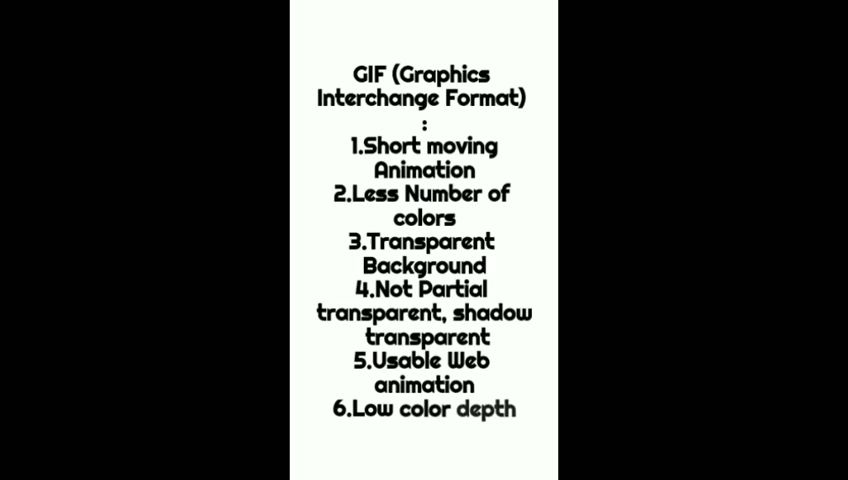 GIF (Graphics
Interchange Format)
:
1.Short moving
Animation
2.Less Number of
colors
3.Transparent
Background
4.Not Partial
transparent, shadow
transparent
5.Usable Web
animation
6.Low color depth